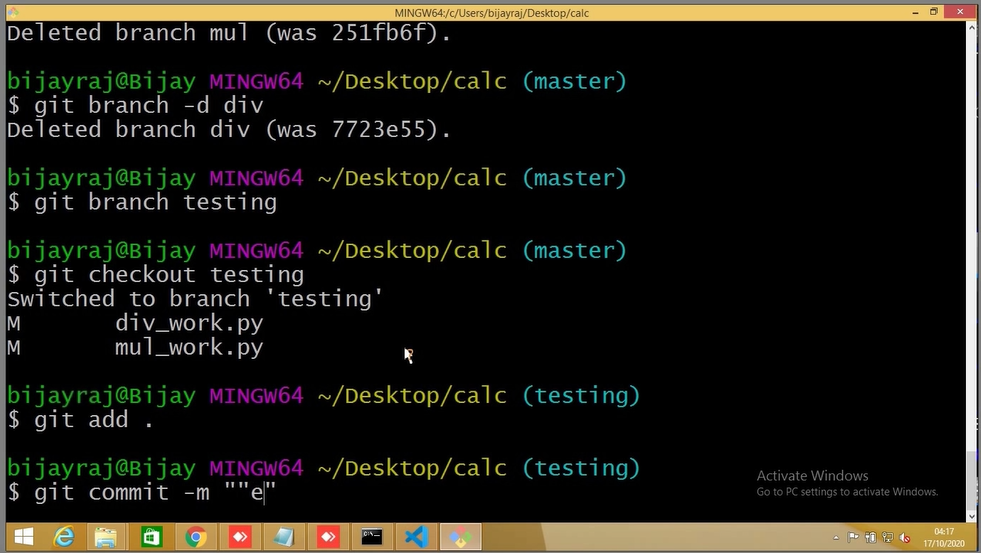 MINGW64:/c/Users/bijayraj/Desktop/calc
Deleted branch mul (was 251fb6f).
bijayraj@Bijay MINGW64 ~/Desktop/calc (master)
$ git branch -d div
Deleted branch div (was 7723e55).
bijayraj@Bijay MINGW64 ~/Desktop/calc (master)
$ git branch testing
bijayraj@Bijay MINGW64 ~/Desktop/calc (master)
$ git checkout testing
Switched to branch 'testing'
M       div_work.py
M       mul_work.py
bijayraj@Bijay MINGW64 ~/Desktop/calc (testing)
$ git add .
bijayraj@Bijay MINGW64 ~/Desktop/calc (testing)
$ git commit -m ""e"
Activate Windows
Go to PC settings to activate Windows.
04:17
17/10/2020